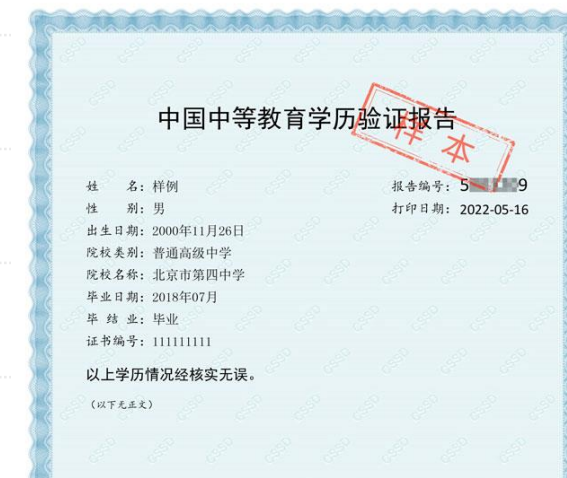 中国中等教育学历验证报告
样本
姓 名：样例
报告编号：5 9
性 别：男
打印日期：2022-05-16
出生日期：2000年11月26日
院校类别：普通高级中学
院校名称：北京市第四中学
毕业日期：2018年07月
毕 结 业：毕业
证书编号：111111111
以上学历情况经核实无误。
（以下无正文）